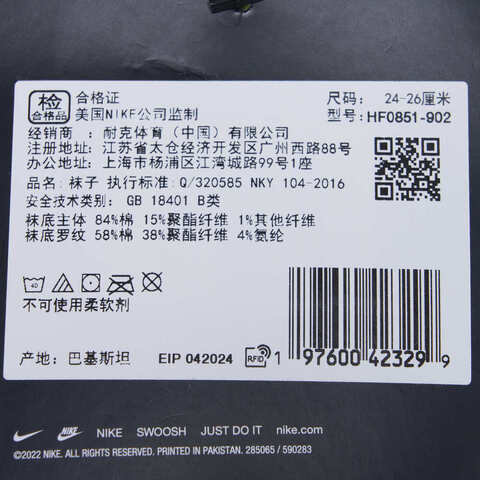 检 合格证
合格品 美国NIKE公司监制
尺码: 24-26厘米
型号: HF0851-902
经销商: 耐克体育(中国)有限公司
注册地址: 江苏省太仓经济开发区广州西路88号
办公地址: 上海市杨浦区江湾城路99号1座
品名: 袜子 执行标准: Q/320585 NKY 104-2016
安全技术类别: GB 18401 B类
袜底主体 84%棉 15%聚酯纤维 1%其他纤维
袜底罗纹 58%棉 38%聚酯纤维 4%氨纶
40
不可使用柔软剂
产地: 巴基斯坦 EIP 042024 RFID
1 97600 42329 9
NIKE NIKE SWOOSH JUST DO IT nike.com
©2022 NIKE. ALL RIGHTS RESERVED. PRINTED IN PAKISTAN. 285065 / 590283